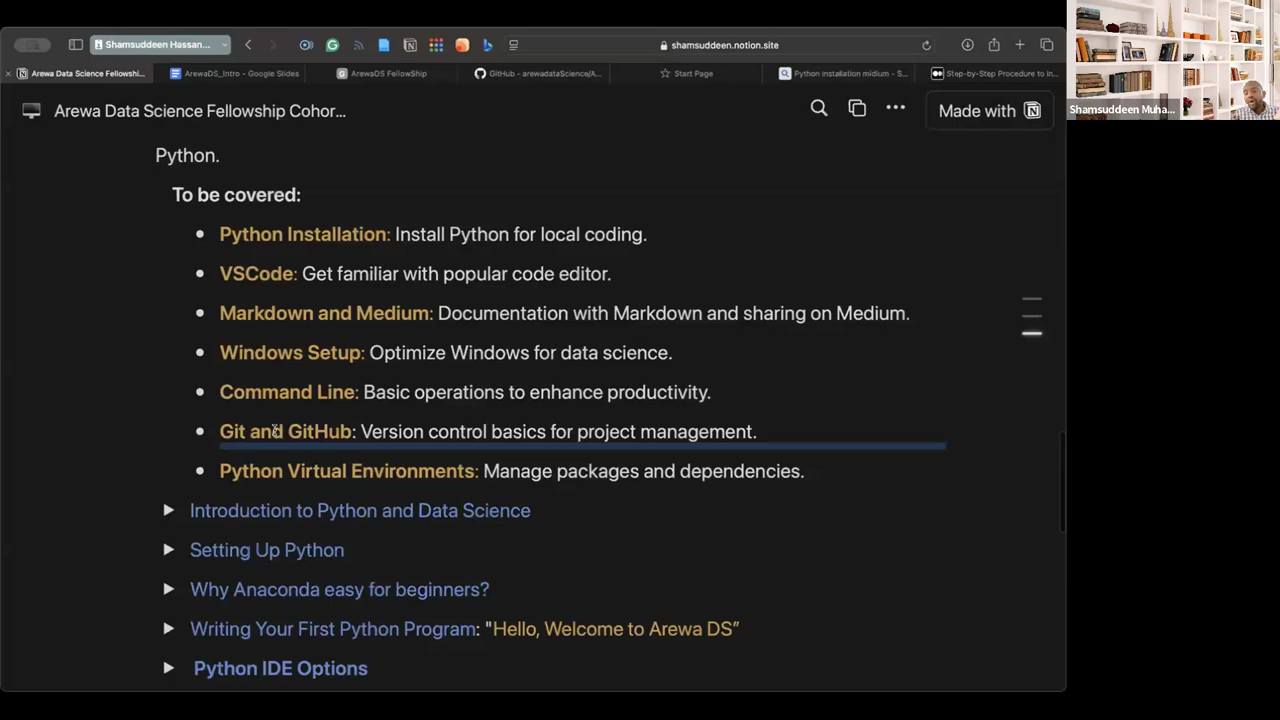 Shamsuddeen Hassan...
shamsuddeen.notion.site
Arewa Data Science Fellowshi...
ArewaDS_Intro - Google Slides
ArewaDS FellowShip
GitHub - arewadataScience/A...
Start Page
Python installation midium - S...
Step-by-Step Procedure to In...
Shamsuddeen Muha...
Arewa Data Science Fellowship Cohor...
Made with
Python.
To be covered:
Python Installation: Install Python for local coding.
VSCode: Get familiar with popular code editor.
Markdown and Medium: Documentation with Markdown and sharing on Medium.
Windows Setup: Optimize Windows for data science.
Command Line: Basic operations to enhance productivity.
Git and GitHub: Version control basics for project management.
Python Virtual Environments: Manage packages and dependencies.
Introduction to Python and Data Science
Setting Up Python
Why Anaconda easy for beginners?
Writing Your First Python Program: "Hello, Welcome to Arewa DS”
Python IDE Options